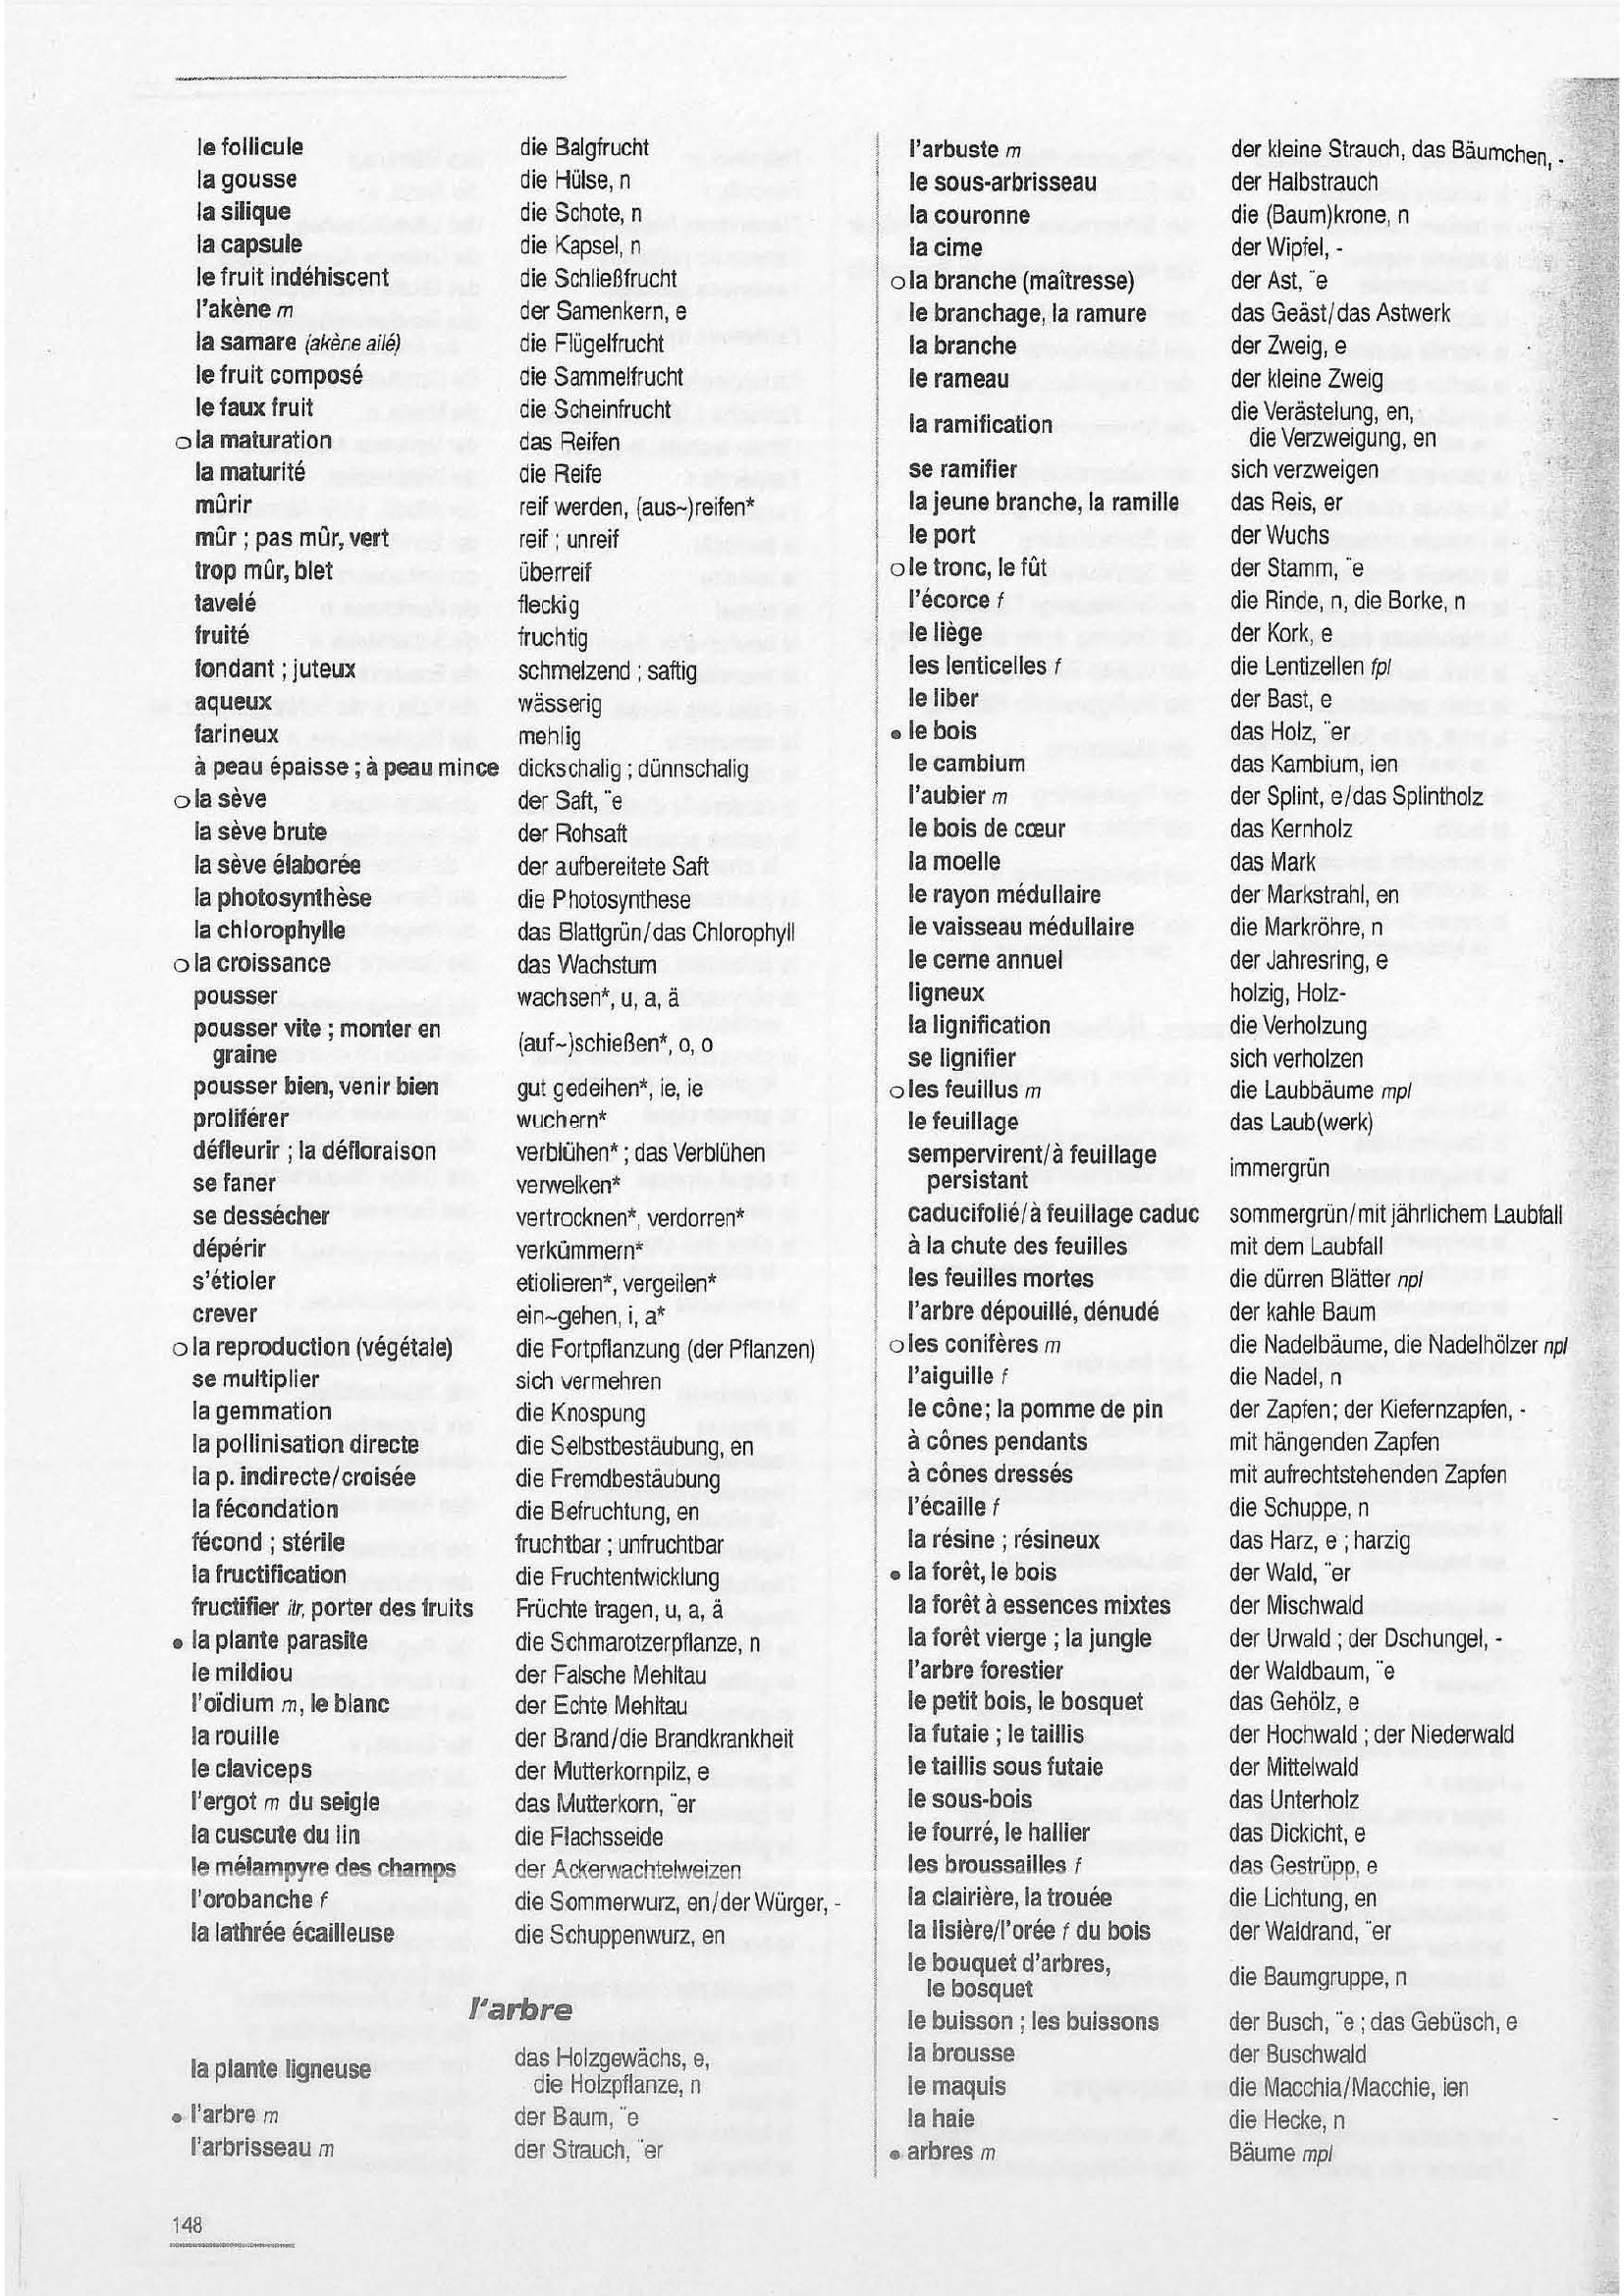 le follicule die Balgfrucht
la gousse die Hülse, n
la silique die Schote, n
la capsule die Kapsel, n
le fruit indéhiscent die Schließfrucht
l'akène m der Samenkern, e
la samare (akène ailé) die Flügelfrucht
le fruit composé die Sammelfrucht
le faux fruit die Scheinfrucht
o la maturation das Reifen
la maturité die Reife
mûrir reif werden, (aus~)reifen*
mûr ; pas mûr, vert reif ; unreif
trop mûr, blet überreif
tavelé fleckig
fruité fruchtig
fondant ; juteux schmelzend ; saftig
aqueux wässerig
farineux mehlig
à peau épaisse ; à peau mince dickschalig ; dünnschalig
o la sève der Saft, ¨e
la sève brute der Rohsaft
la sève élaborée der aufbereitete Saft
la photosynthèse die Photosynthese
la chlorophylle das Blattgrün/das Chlorophyll
o la croissance das Wachstum
pousser wachsen*, u, a, ä
pousser vite ; monter en
graine (auf~)schießen*, o, o
pousser bien, venir bien gut gedeihen*, ie, ie
proliférer wuchern*
défleurir ; la défloraison verblühen* ; das Verblühen
se faner verwelken*
se dessécher vertrocknen*, verdorren*
dépérir verkümmern*
s'étioler etiolieren*, vergeilen*
crever ein~gehen, i, a*
o la reproduction (végétale) die Fortpflanzung (der Pflanzen)
se multiplier sich vermehren
la gemmation die Knospung
la pollinisation directe die Selbstbestäubung, en
la p. indirecte/croisée die Fremdbestäubung
la fécondation die Befruchtung, en
fécond ; stérile fruchtbar ; unfruchtbar
la fructification die Fruchtentwicklung
fructifier itr, porter des fruits Früchte tragen, u, a, ä
• la plante parasite die Schmarotzerpflanze, n
le mildiou der Falsche Mehltau
l'oïdium m, le blanc der Echte Mehltau
la rouille der Brand/die Brandkrankheit
le claviceps der Mutterkornpilz, e
l'ergot m du seigle das Mutterkorn, ¨er
la cuscute du lin die Flachsseide
le mélampyre des champs der Ackerwachtelweizen
l'orobanche f die Sommerwurz, en/der Würger, -
la lathrée écailleuse die Schuppenwurz, en
l'arbre
la plante ligneuse das Holzgewächs, e,
die Holzpflanze, n
• l'arbre m der Baum, ¨e
l'arbrisseau m der Strauch, ¨er
l'arbuste m der kleine Strauch, das Bäumchen, -
le sous-arbrisseau der Halbstrauch
la couronne die (Baum)krone, n
la cime der Wipfel, -
o la branche (maîtresse) der Ast, ¨e
le branchage, la ramure das Geäst/das Astwerk
la branche der Zweig, e
le rameau der kleine Zweig
la ramification die Verästelung, en,
die Verzweigung, en
se ramifier sich verzweigen
la jeune branche, la ramille das Reis, er
le port der Wuchs
o le tronc, le fût der Stamm, ¨e
l'écorce f die Rinde, n, die Borke, n
le liège der Kork, e
les lenticelles f die Lentizellen fpl
le liber der Bast, e
• le bois das Holz, ¨er
le cambium das Kambium, ien
l'aubier m der Splint, e/das Splintholz
le bois de cœur das Kernholz
la moelle das Mark
le rayon médullaire der Markstrahl, en
le vaisseau médullaire die Markröhre, n
le cerne annuel der Jahresring, e
ligneux holzig, Holz-
la lignification die Verholzung
se lignifier sich verholzen
o les feuillus m die Laubbäume mpl
le feuillage das Laub(werk)
sempervirent/à feuillage
persistant immergrün
caducifolié/à feuillage caduc sommergrün/mit jährlichem Laubfall
à la chute des feuilles mit dem Laubfall
les feuilles mortes die dürren Blätter npl
l'arbre dépouillé, dénudé der kahle Baum
o les conifères m die Nadelbäume, die Nadelhölzer npl
l'aiguille f die Nadel, n
le cône; la pomme de pin der Zapfen; der Kiefernzapfen, -
à cônes pendants mit hängenden Zapfen
à cônes dressés mit aufrechtstehenden Zapfen
l'écaille f die Schuppe, n
la résine ; résineux das Harz, e ; harzig
• la forêt, le bois der Wald, ¨er
la forêt à essences mixtes der Mischwald
la forêt vierge ; la jungle der Urwald ; der Dschungel, -
l'arbre forestier der Waldbaum, ¨e
le petit bois, le bosquet das Gehölz, e
la futaie ; le taillis der Hochwald ; der Niederwald
le taillis sous futaie der Mittelwald
le sous-bois das Unterholz
le fourré, le hallier das Dickicht, e
les broussailles f das Gestrüpp, e
la clairière, la trouée die Lichtung, en
la lisière/l'orée f du bois der Waldrand, ¨er
le bouquet d'arbres,
le bosquet die Baumgruppe, n
le buisson ; les buissons der Busch, ¨e ; das Gebüsch, e
la brousse der Buschwald
le maquis die Macchia/Macchie, ien
la haie die Hecke, n
• arbres m Bäume mpl
148